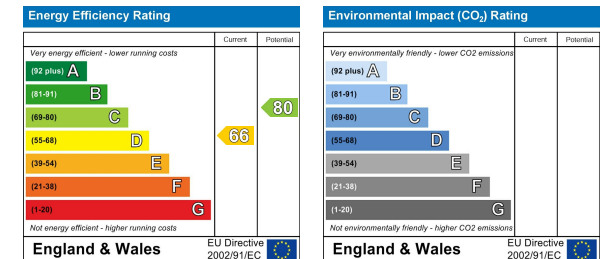 Energy Efficiency Rating
Current Potential
Very energy efficient - lower running costs
(92 plus) A
(81-91) B
(69-80) C
80
(55-68) D
66
(39-54) E
(21-38) F
(1-20) G
Not energy efficient - higher running costs
England & Wales
EU Directive
2002/91/EC
Environmental Impact (CO₂) Rating
Current Potential
Very environmentally friendly - lower CO2 emissions
(92 plus) A
(81-91) B
(69-80) C
(55-68) D
(39-54) E
(21-38) F
(1-20) G
Not environmentally friendly - higher CO2 emissions
England & Wales
EU Directive
2002/91/EC